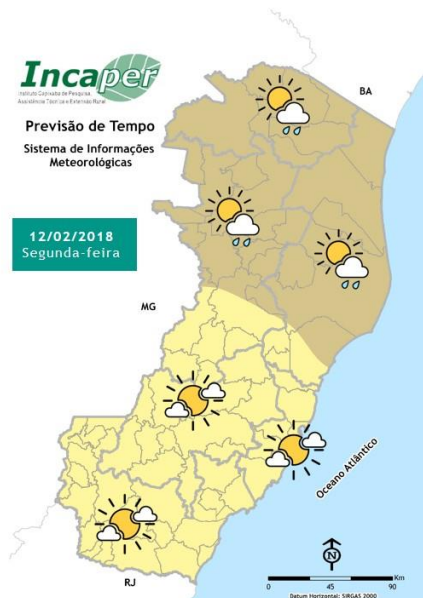 Incaper
Instituto Capixaba de Pesquisa,
Assistência Técnica e Extensão Rural
Previsão de Tempo
Sistema de Informações
Meteorológicas
12/02/2018
Segunda-feira
BA
MG
Oceano Atlântico
RJ
N
Km
0 45 90
Datum Horizontal: SIRGAS 2000